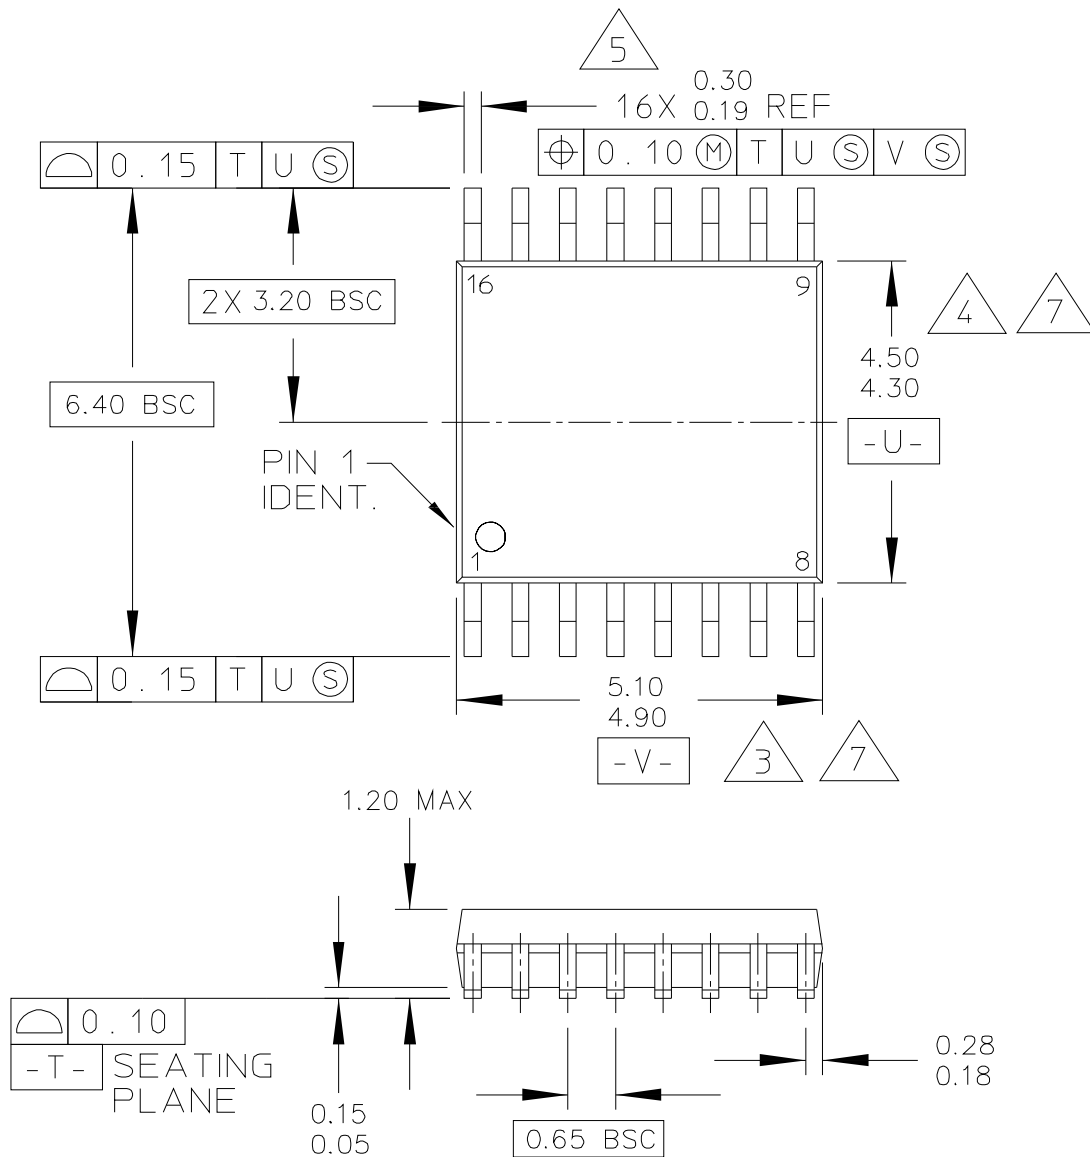 5
0.30
16X 0.19 REF
⌓ 0.15 T U Ⓢ
⌖ 0.10 Ⓜ T U Ⓢ V Ⓢ
16 9
2X 3.20 BSC
4 7
4.50
4.30
6.40 BSC
-U-
PIN 1
IDENT.
1 8
⌓ 0.15 T U Ⓢ
5.10
4.90
-V- 3 7
1.20 MAX
⌓ 0.10
-T- SEATING
PLANE
0.28
0.18
0.15
0.05
0.65 BSC